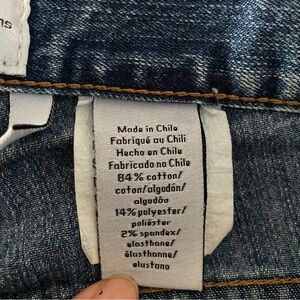 Made in Chile
Fabriqué au Chili
Hecho en Chile
Fabricado no Chile
84% cotton/
coton/algodón/
algodão
14% polyester/
poliéster
2% spandex/
elasthane/
élasthanne/
elastano